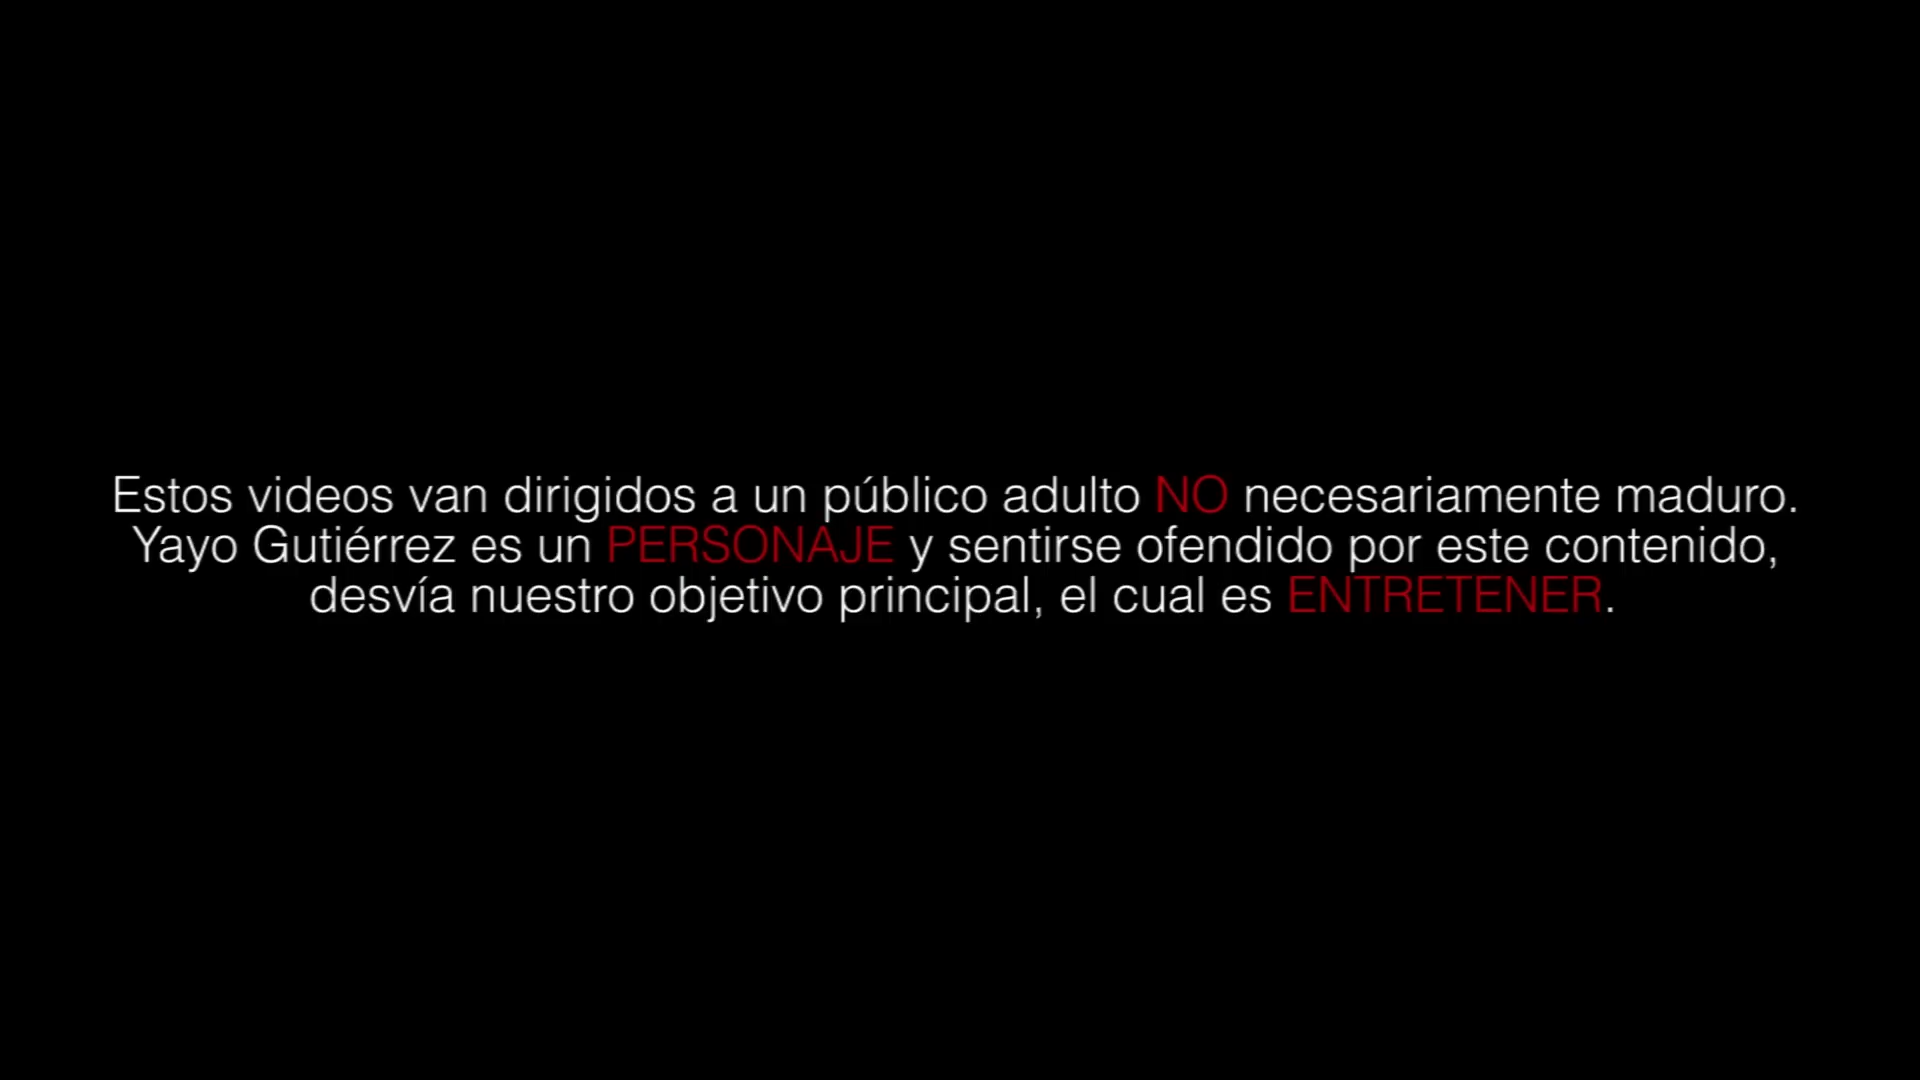 Estos videos van dirigidos a un público adulto NO necesariamente maduro.
Yayo Gutiérrez es un PERSONAJE y sentirse ofendido por este contenido,
desvía nuestro objetivo principal, el cual es ENTRETENER.